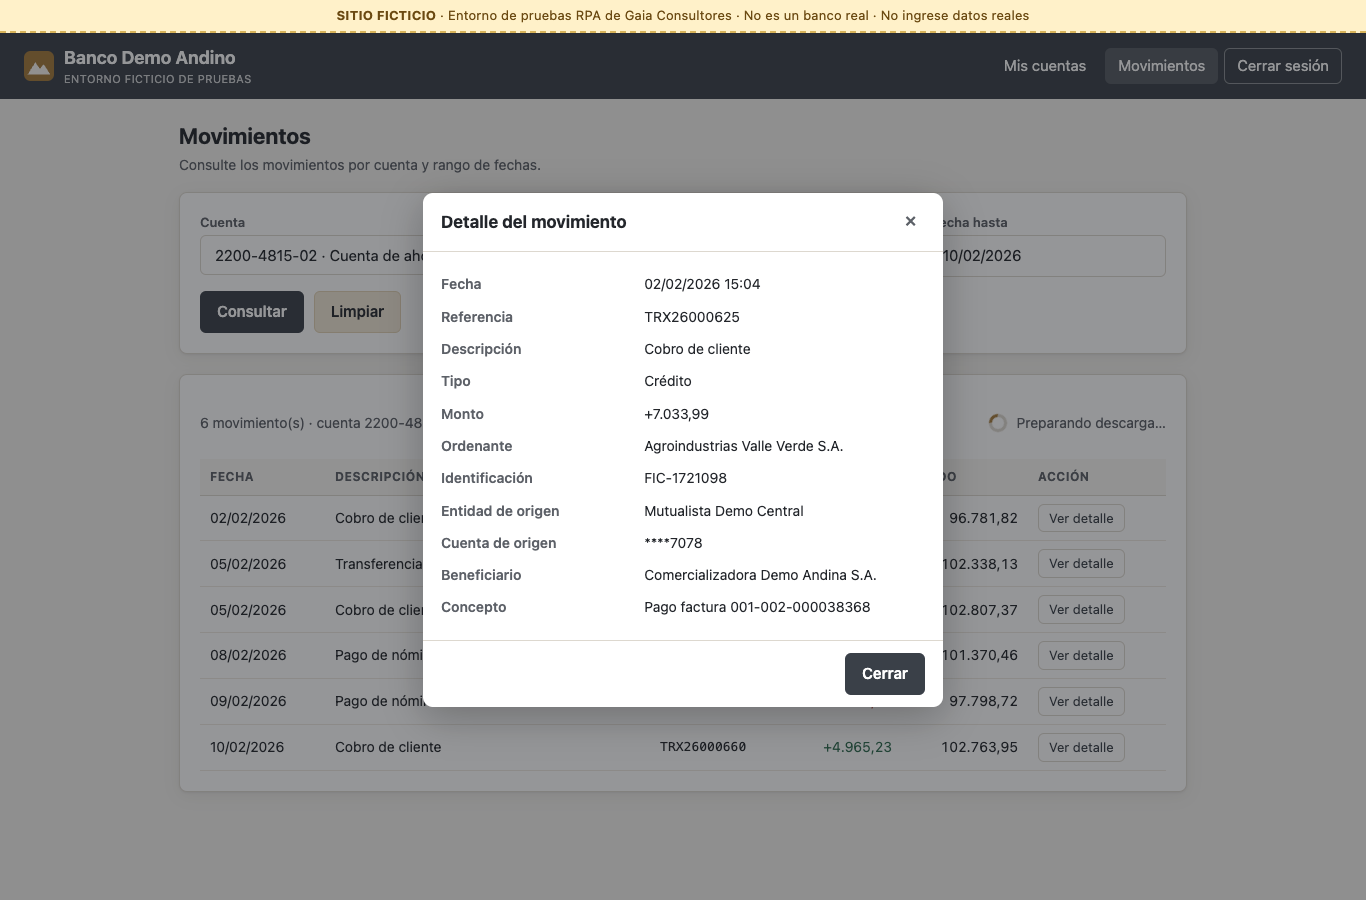 SITIO FICTICIO · Entorno de pruebas RPA de Gaia Consultores · No es un banco real · No ingrese datos reales
Banco Demo Andino
ENTORNO FICTICIO DE PRUEBAS
Mis cuentas
Movimientos
Cerrar sesión
Movimientos
Consulte los movimientos por cuenta y rango de fechas.
Cuenta
2200-4815-02 · Cuenta de
hasta
10/02/2026
Consultar
Limpiar
Detalle del movimiento
×
Fecha 02/02/2026 15:04
Referencia TRX26000625
Descripción Cobro de cliente
Tipo Crédito
Monto +7.033,99
Ordenante Agroindustrias Valle Verde S.A.
Identificación FIC-1721098
Entidad de origen Mutualista Demo Central
Cuenta de origen ****7078
Beneficiario Comercializadora Demo Andina S.A.
Concepto Pago factura 001-002-000038368
Cerrar
6 movimiento(s) · cuenta 2200-48
Preparando descarga...
FECHA DESCRIPCIÓN ACCIÓN
02/02/2026 Cobro de 96.781,82 Ver detalle
05/02/2026 Transferencia 102.338,13 Ver detalle
05/02/2026 Cobro de 102.807,37 Ver detalle
08/02/2026 Pago de 101.370,46 Ver detalle
09/02/2026 Pago de 97.798,72 Ver detalle
10/02/2026 Cobro de cliente TRX26000660 +4.965,23 102.763,95 Ver detalle